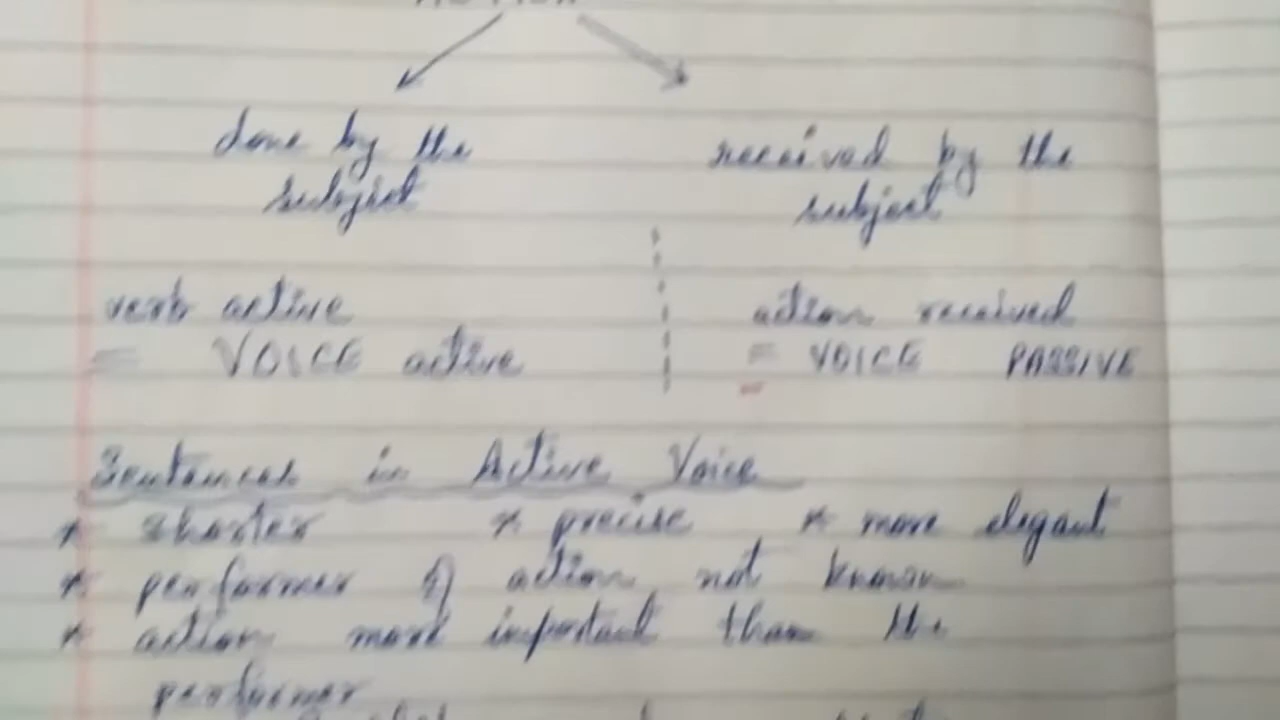 done by the received by the
subject subject
verb active action received
= VOICE active = VOICE PASSIVE
Sentences in Active Voice
* shorter * precise * more elegant
* performer of action not known
* action more important than the
performer